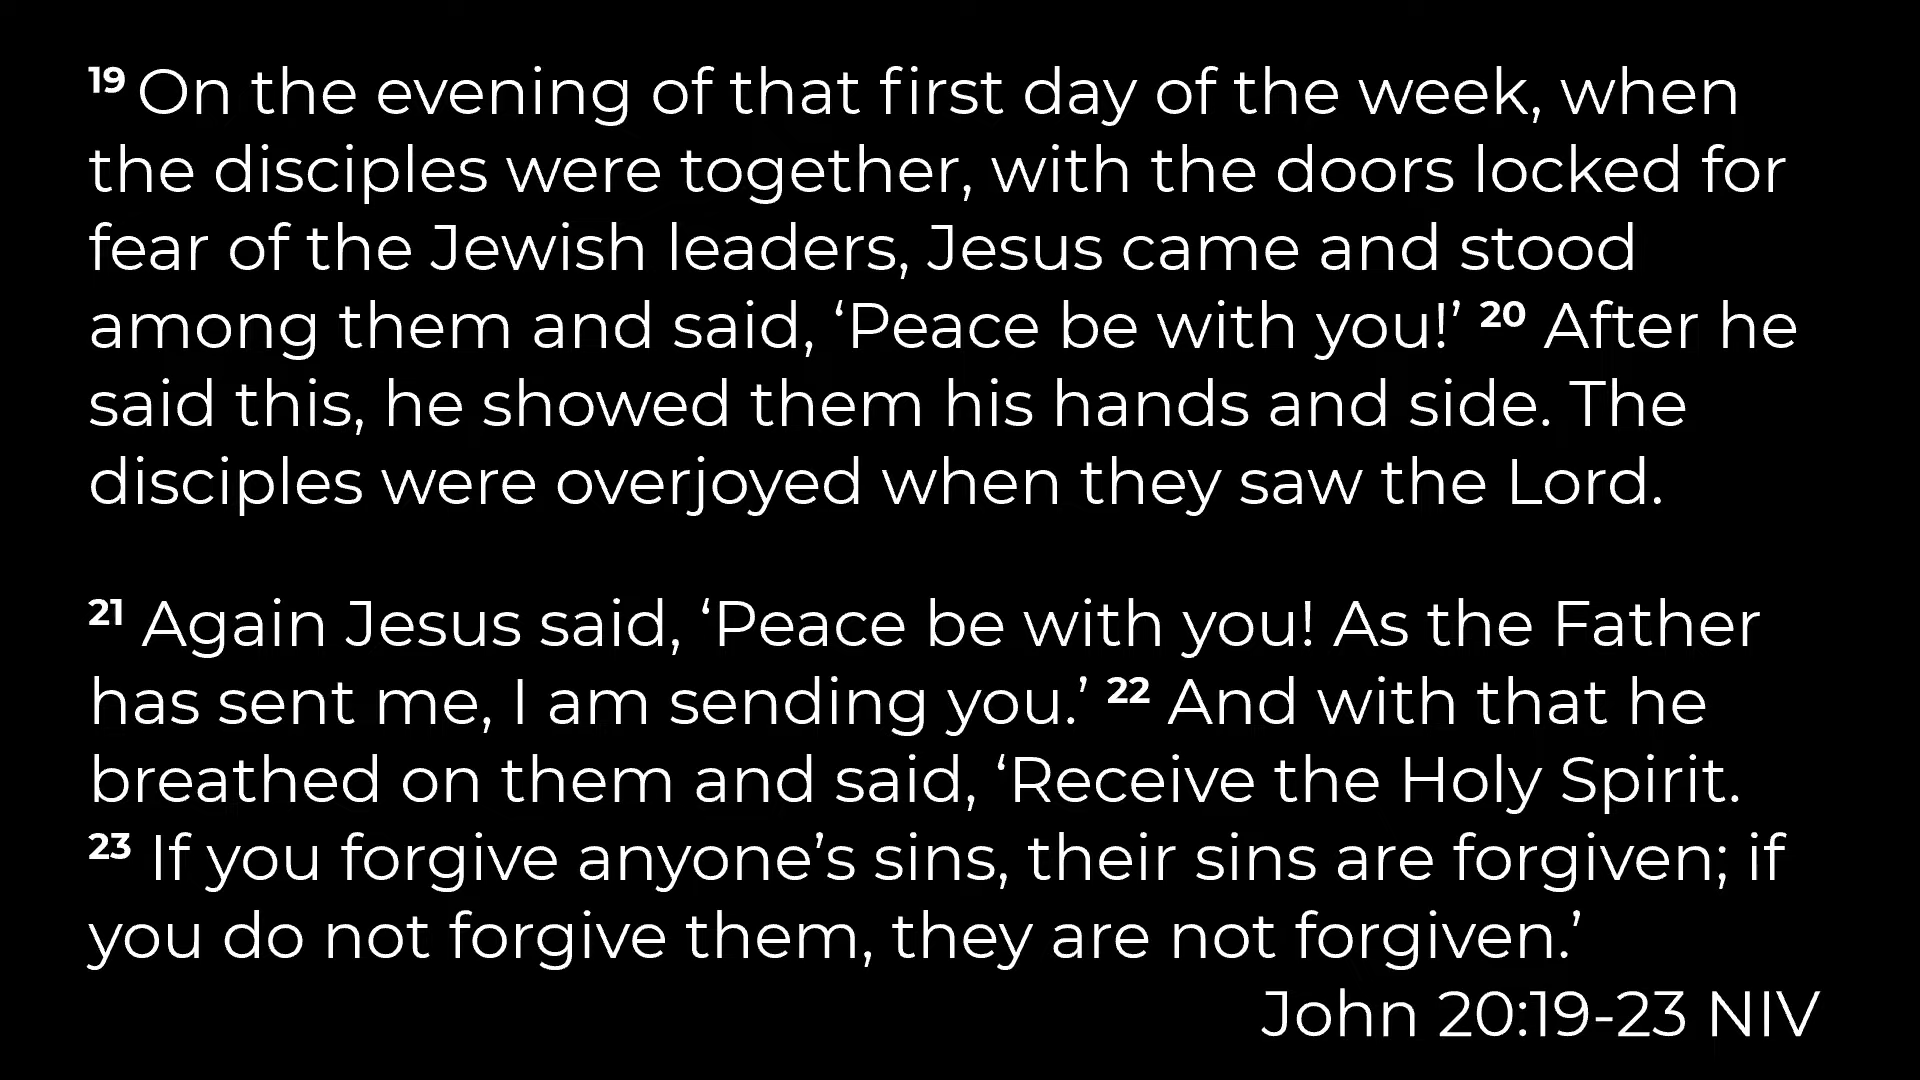 19 On the evening of that first day of the week, when
the disciples were together, with the doors locked for
fear of the Jewish leaders, Jesus came and stood
among them and said, ‘Peace be with you!’ 20 After he
said this, he showed them his hands and side. The
disciples were overjoyed when they saw the Lord.
21 Again Jesus said, ‘Peace be with you! As the Father
has sent me, I am sending you.’ 22 And with that he
breathed on them and said, ‘Receive the Holy Spirit.
23 If you forgive anyone’s sins, their sins are forgiven; if
you do not forgive them, they are not forgiven.’
John 20:19-23 NIV